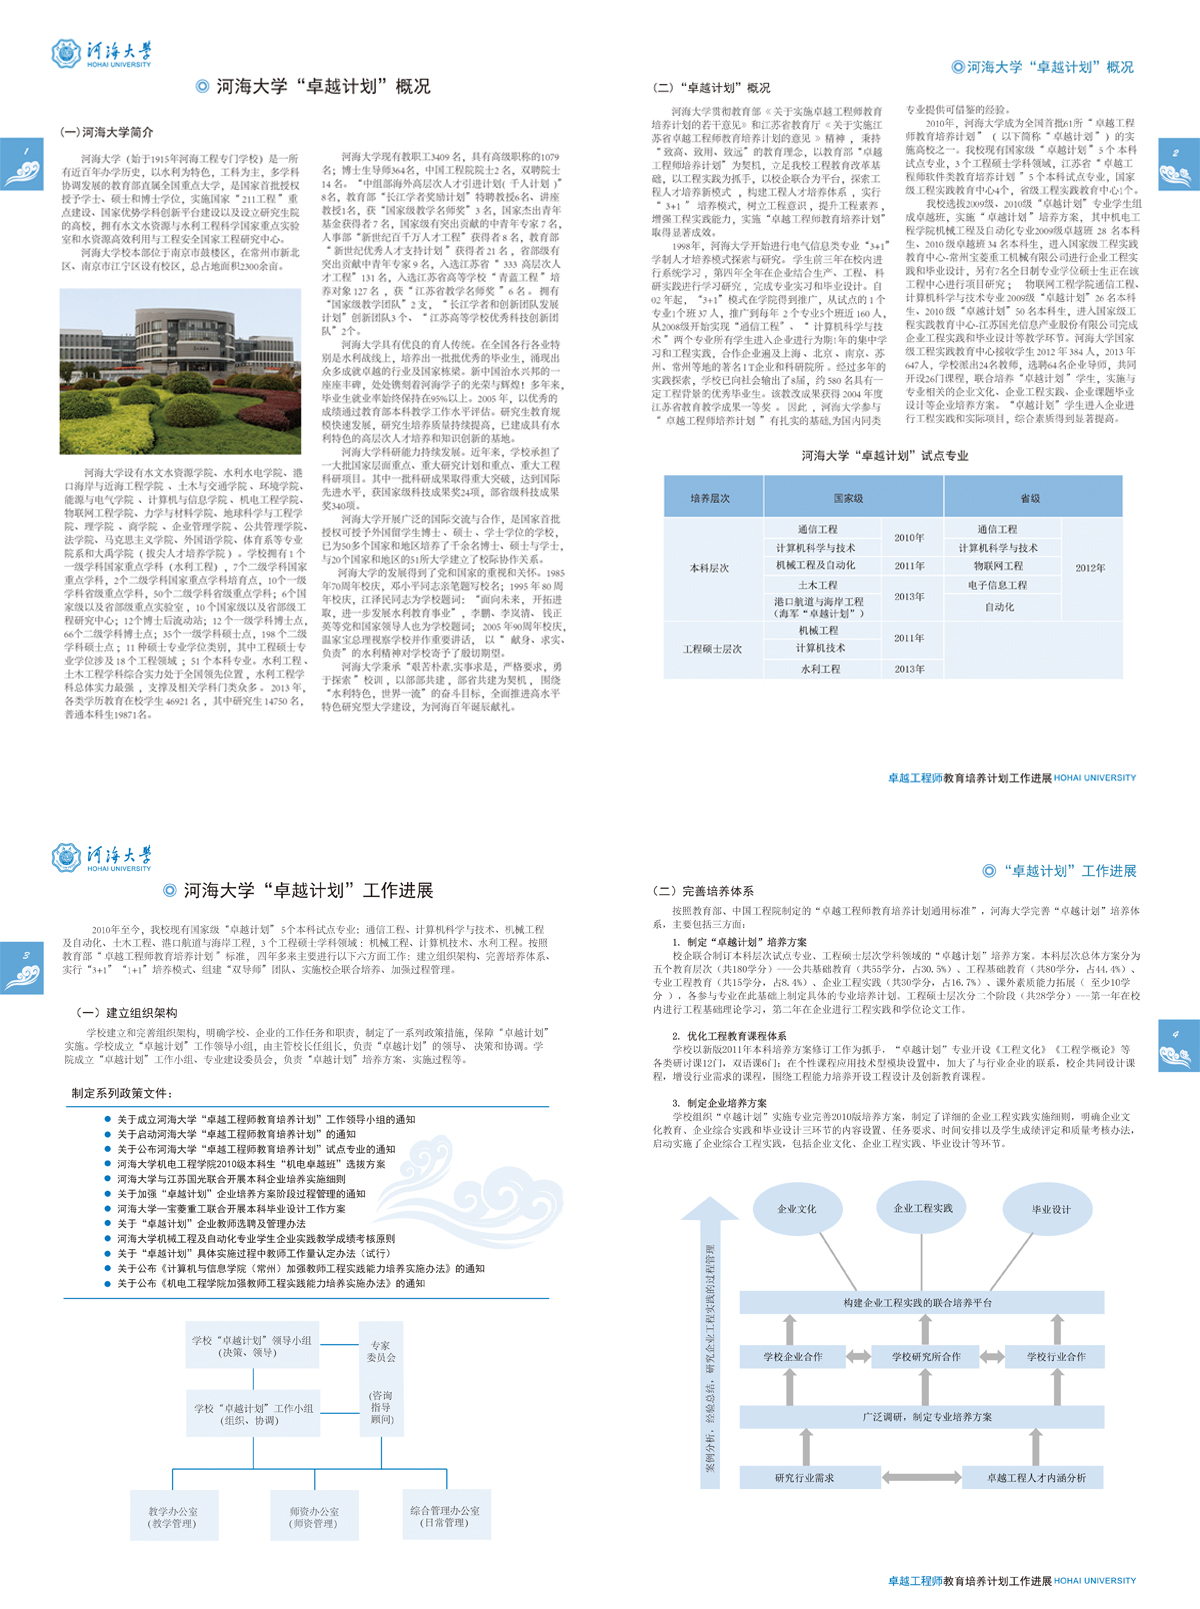 河海大学
HOHAI UNIVERSITY
河海大学“卓越计划”概况
1
(一)河海大学简介
河海大学（始于1915年河海工程专门学校）是一所
有近百年办学历史，以水利为特色，工科为主，多学科
协调发展的教育部直属全国重点大学，是国家首批授权
授予学士、硕士和博士学位，实施国家“211工程”重
点建设、国家优势学科创新平台建设以及设立研究生院
的高校，拥有水文水资源与水利工程科学国家重点实验
室和水资源高效利用与工程安全国家工程研究中心。
河海大学校本部位于南京市鼓楼区，在常州市新北
区、南京市江宁区设有校区，总占地面积2300余亩。
河海大学设有水文水资源学院、水利水电学院、港
口海岸与近海工程学院、土木与交通学院、环境学院、
能源与电气学院、计算机与信息学院、机电工程学院、
物联网工程学院、力学与材料学院、地球科学与工程学
院、理学院、商学院、企业管理学院、公共管理学院、
法学院、马克思主义学院、外国语学院、体育系等专业
院系和大禹学院（拔尖人才培养学院）。学校拥有1个
一级学科国家重点学科（水利工程），7个二级学科国家
重点学科，2个二级学科国家重点学科培育点，10个一级
学科省级重点学科，50个二级学科省级重点学科；6个国
家级以及省部级重点实验室，10个国家级以及省部级工
程研究中心；12个博士后流动站；12个一级学科博士点，
66个二级学科博士点；35个一级学科硕士点，198个二级
学科硕士点；11种硕士专业学位类别，其中工程硕士专
业学位涉及18个工程领域；51个本科专业。水利工程、
土木工程学科综合实力处于全国领先位置，水利工程学
科总体实力最强，支撑及相关学科门类众多。2013年，
各类学历教育在校学生46921名，其中研究生14750名，
普通本科生19871名。
河海大学现有教职工3409名，具有高级职称的1079
名；博士生导师364名，中国工程院院士2名，双聘院士
14名。“中组部海外高层次人才引进计划(千人计划)”
8名，教育部“长江学者奖励计划”特聘教授6名、讲座
教授1名，获“国家级教学名师奖”3名，国家杰出青年
基金获得者7名，国家级有突出贡献的中青年专家7名，
人事部“新世纪百千万人才工程”获得者8名，教育部
“新世纪优秀人才支持计划”获得者21名，省部级有
突出贡献中青年专家9名，入选江苏省“333高层次人
才工程”131名，入选江苏省高等学校“青蓝工程”培
养对象127名，获“江苏省教学名师奖”6名。拥有
“国家级教学团队”2支，“长江学者和创新团队发展
计划”创新团队3个、“江苏高等学校优秀科技创新团
队”2个。
河海大学具有优良的育人传统。在全国各行各业特
别是水利战线上，培养出一批批优秀的毕业生，涌现出
众多成就卓越的行业及国家栋梁。新中国治水兴邦的一
座座丰碑，处处镌刻着河海学子的光荣与辉煌！多年来，
毕业生就业率始终保持在95%以上。2005年，以优秀的
成绩通过教育部本科教学工作水平评估。研究生教育规
模快速发展，研究生培养质量持续提高，已建成具有水
利特色的高层次人才培养和知识创新的基地。
河海大学科研能力持续发展。近年来，学校承担了
一大批国家层面重点、重大研究计划和重点、重大工程
科研项目。其中一批科研成果取得重大突破，达到国际
先进水平，获国家级科技成果奖24项，部省级科技成果
奖340项。
河海大学开展广泛的国际交流与合作，是国家首批
授权可授予外国留学生博士、硕士、学士学位的学校，
已为50多个国家和地区培养了千余名博士、硕士与学士，
与20个国家和地区的51所大学建立了校际协作关系。
河海大学的发展得到了党和国家的重视和关怀。1985
年70周年校庆，邓小平同志亲笔题写校名；1995年80周
年校庆，江泽民同志为学校题词：“面向未来，开拓进
取，进一步发展水利教育事业”，李鹏、李岚清、钱正
英等党和国家领导人也为学校题词；2005年90周年校庆，
温家宝总理视察学校并作重要讲话，以“献身、求实、
负责”的水利精神对学校寄予了殷切期望。
河海大学秉承“艰苦朴素,实事求是，严格要求，勇
于探索”校训，以部部共建，部省共建为契机，围绕
“水利特色，世界一流”的奋斗目标，全面推进高水平
特色研究型大学建设，为河海百年诞辰献礼。
河海大学“卓越计划”概况
2
(二)“卓越计划”概况
河海大学贯彻教育部《关于实施卓越工程师教育
培养计划的若干意见》和江苏省教育厅《关于实施江
苏省卓越工程师教育培养计划的意见》精神，秉持
“致高、致用、致远”的教育理念，以教育部“卓越
工程师培养计划”为契机，立足我校工程教育改革基
础，以工程实践为抓手，以校企联合为平台，探索工
程人才培养新模式，构建工程人才培养体系，实行
“3+1”培养模式，树立工程意识，提升工程素养，
增强工程实践能力，实施“卓越工程师教育培养计划”
取得显著成效。
1998年，河海大学开始进行电气信息类专业“3+1”
学制人才培养模式探索与研究。学生前三年在校内进
行系统学习，第四年全年在企业结合生产、工程、科
研实践进行学习研究，完成专业实习和毕业设计。自
02年起，“3+1”模式在学院得到推广，从试点的1个
专业1个班37人，推广到每年2个专业5个班近160人，
从2008级开始实现“通信工程”、“计算机科学与技
术”两个专业所有学生进入企业进行为期1年的集中学
习和工程实践，合作企业遍及上海、北京、南京、苏
州、常州等地的著名IT企业和科研院所。经过多年的
实践探索，学校已向社会输出了8届，约580名具有一
定工程背景的优秀毕业生。该教改成果获得2004年度
江苏省教育教学成果一等奖。因此，河海大学参与
“卓越工程师培养计划”有扎实的基础,为国内同类
专业提供可借鉴的经验。
2010年，河海大学成为全国首批61所“卓越工程
师教育培养计划”（以下简称“卓越计划”）的实
施高校之一。我校现有国家级“卓越计划”5个本科
试点专业，3个工程硕士学科领域，江苏省“卓越工
程师软件类教育培养计划”5个本科试点专业，国家
级工程实践教育中心4个，省级工程实践教育中心1个。
我校选拔2009级、2010级“卓越计划”专业学生组
成卓越班，实施“卓越计划”培养方案，其中机电工
程学院机械工程及自动化专业2009级卓越班28名本科
生、2010级卓越班34名本科生，进入国家级工程实践
教育中心-常州宝菱重工机械有限公司进行企业工程实
践和毕业设计，另有7名全日制专业学位硕士生正在该
工程中心进行项目研究；物联网工程学院通信工程、
计算机科学与技术专业2009级“卓越计划”26名本科
生、2010级“卓越计划”50名本科生，进入国家级工
程实践教育中心-江苏国光信息产业股份有限公司完成
企业工程实践和毕业设计等教学环节。河海大学国家
级工程实践教育中心接收学生2012年384人，2013年
647人，学校派出24名教师，选聘64名企业导师，共同
开设26门课程，联合培养“卓越计划”学生，实施与
专业相关的企业文化、企业工程实践、企业课题毕业
设计等企业培养方案。“卓越计划”学生进入企业进
行工程实践和实际项目，综合素质得到显著提高。
河海大学“卓越计划”试点专业
培养层次 国家级 省级
本科层次 通信工程 2010年 通信工程 2012年
计算机科学与技术 计算机科学与技术
机械工程及自动化 2011年 物联网工程
土木工程 2013年 电子信息工程
港口航道与海岸工程
（海军“卓越计划”） 自动化
工程硕士层次 机械工程 2011年
计算机技术
水利工程 2013年
卓越工程师教育培养计划工作进展 HOHAI UNIVERSITY
河海大学
HOHAI UNIVERSITY
河海大学“卓越计划”工作进展
3
2010年至今，我校现有国家级“卓越计划”5个本科试点专业：通信工程、计算机科学与技术、机械工程
及自动化、土木工程、港口航道与海岸工程，3个工程硕士学科领域：机械工程、计算机技术、水利工程。按照
教育部“卓越工程师教育培养计划”标准，四年多来主要进行以下六方面工作：建立组织架构、完善培养体系、
实行“3+1”“1+1”培养模式、组建“双导师”团队、实施校企联合培养、加强过程管理。
（一）建立组织架构
学校建立和完善组织架构，明确学校、企业的工作任务和职责，制定了一系列政策措施，保障“卓越计划”
实施。学校成立“卓越计划”工作领导小组，由主管校长任组长，负责“卓越计划”的领导、决策和协调。学
院成立“卓越计划”工作小组、专业建设委员会，负责“卓越计划”培养方案、实施过程等。
制定系列政策文件：
● 关于成立河海大学“卓越工程师教育培养计划”工作领导小组的通知
● 关于启动河海大学“卓越工程师教育培养计划”的通知
● 关于公布河海大学“卓越工程师教育培养计划”试点专业的通知
● 河海大学机电工程学院2010级本科生“机电卓越班”选拔方案
● 河海大学与江苏国光联合开展本科企业培养实施细则
● 关于加强“卓越计划”企业培养方案阶段过程管理的通知
● 河海大学—宝菱重工联合开展本科毕业设计工作方案
● 关于“卓越计划”企业教师选聘及管理办法
● 河海大学机械工程及自动化专业学生企业实践教学成绩考核原则
● 关于“卓越计划”具体实施过程中教师工作量认定办法（试行）
● 关于公布《计算机与信息学院（常州）加强教师工程实践能力培养实施办法》的通知
● 关于公布《机电工程学院加强教师工程实践能力培养实施办法》的通知
学校“卓越计划”领导小组
(决策、领导)
专家
委员会
(咨询
指导
顾问)
学校“卓越计划”工作小组
(组织、协调)
教学办公室
(教学管理)
师资办公室
(师资管理)
综合管理办公室
(日常管理)
“卓越计划”工作进展
4
(二) 完善培养体系
按照教育部、中国工程院制定的“卓越工程师教育培养计划通用标准”，河海大学完善“卓越计划”培养体
系，主要包括三方面：
1. 制定“卓越计划”培养方案
校企联合制订本科层次试点专业、工程硕士层次学科领域的“卓越计划”培养方案。本科层次总体方案分为
五个教育层次（共180学分）---公共基础教育（共55学分，占30.5%）、工程基础教育（共80学分，占44.4%）、
专业工程教育（共15学分，占8.4%）、企业工程实践（共30学分，占16.7%）、课外素质能力拓展（至少10学
分），各参与专业在此基础上制定具体的专业培养计划。工程硕士层次分二个阶段（共28学分）---第一年在校
内进行工程基础理论学习，第二年在企业进行工程实践和学位论文工作。
2. 优化工程教育课程体系
学校以新版2011年本科培养方案修订工作为抓手，“卓越计划”专业开设《工程文化》《工程学概论》等
各类研讨课12门，双语课6门；在个性课程应用技术型模块设置中，加大了与行业企业的联系，校企共同设计课
程，增设行业需求的课程，围绕工程能力培养开设工程设计及创新教育课程。
3. 制定企业培养方案
学校组织“卓越计划”实施专业完善2010版培养方案，制定了详细的企业工程实践实施细则，明确企业文
化教育、企业综合实践和毕业设计三环节的内容设置、任务要求、时间安排以及学生成绩评定和质量考核办法，
启动实施了企业综合工程实践，包括企业文化、企业工程实践、毕业设计等环节。
企业文化 企业工程实践 毕业设计
构建企业工程实践的联合培养平台
学校企业合作 学校研究所合作 学校行业合作
广泛调研，制定专业培养方案
研究行业需求 卓越工程人才内涵分析
案例分析，经验总结，研究企业工程实践的过程管理
卓越工程师教育培养计划工作进展 HOHAI UNIVERSITY